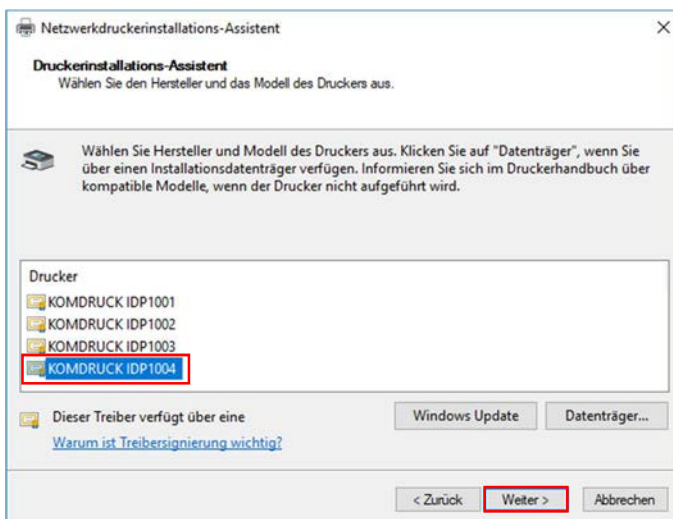 Netzwerkdruckerinstallations-Assistent
Druckerinstallations-Assistent
Wählen Sie den Hersteller und das Modell des Druckers aus.
Wählen Sie Hersteller und Modell des Druckers aus. Klicken Sie auf "Datenträger", wenn Sie
über einen Installationsdatenträger verfügen. Informieren Sie sich im Druckerhandbuch über
kompatible Modelle, wenn der Drucker nicht aufgeführt wird.
Drucker
KOMDRUCK IDP1001
KOMDRUCK IDP1002
KOMDRUCK IDP1003
KOMDRUCK IDP1004
Dieser Treiber verfügt über eine
Windows Update
Datenträger...
Warum ist Treibersignierung wichtig?
< Zurück
Weiter >
Abbrechen